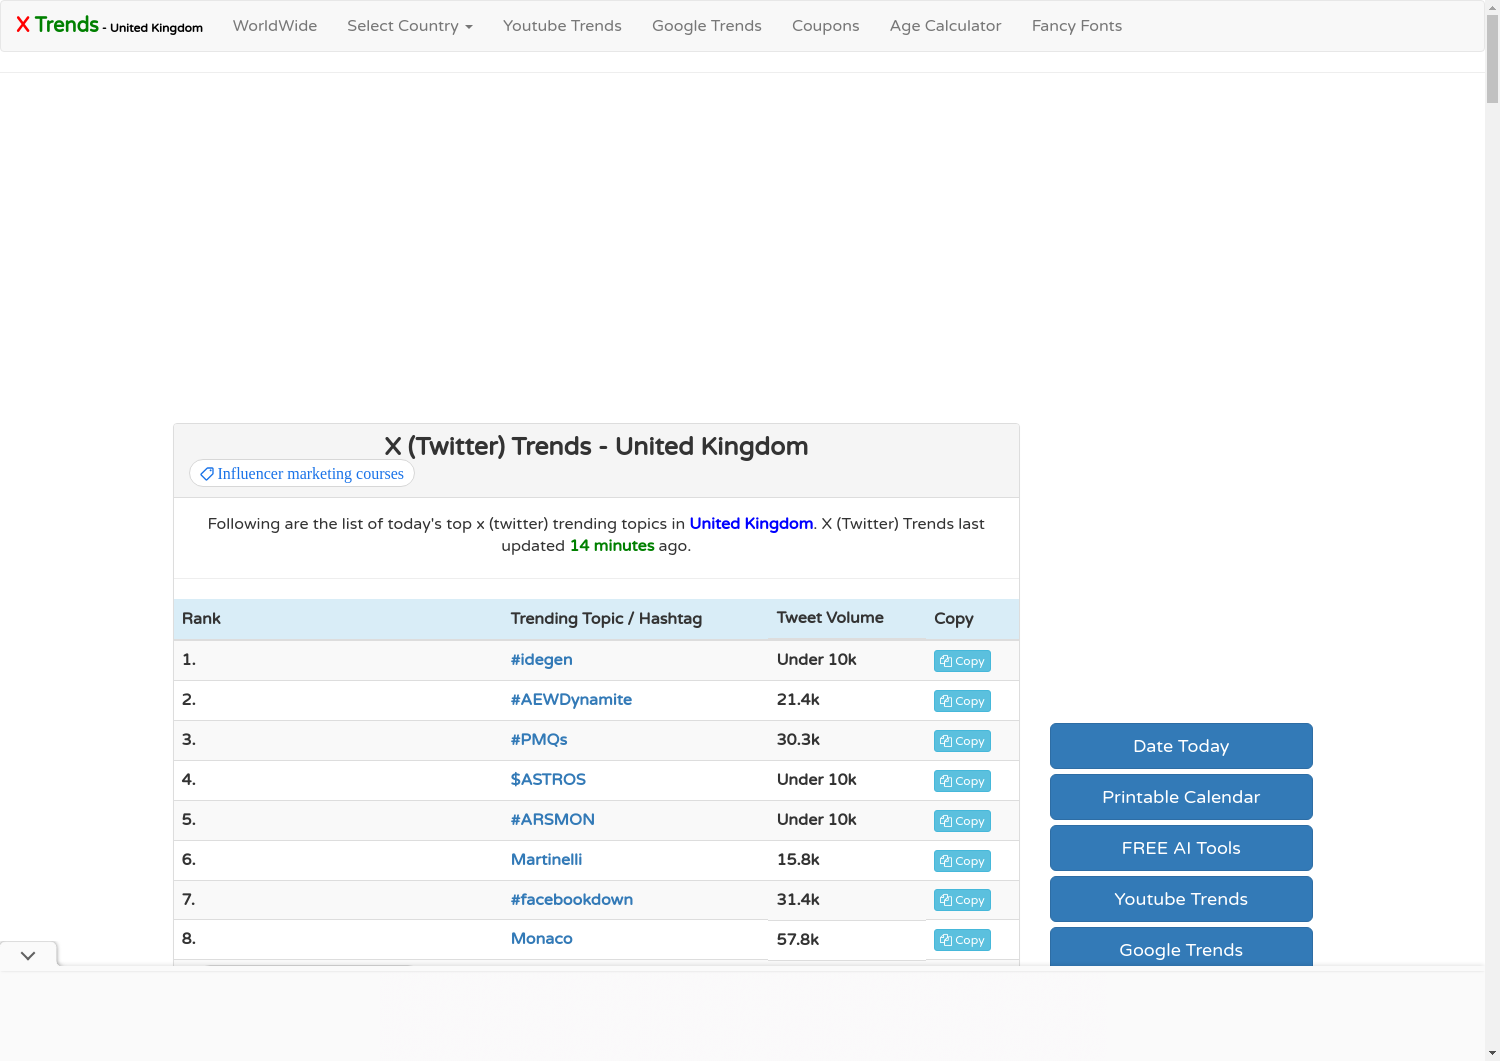 X Trends - United Kingdom WorldWide Select Country Youtube Trends Google Trends Coupons Age Calculator Fancy Fonts
X (Twitter) Trends - United Kingdom
Influencer marketing courses
Following are the list of today's top x (twitter) trending topics in United Kingdom. X (Twitter) Trends last
updated 14 minutes ago.
Rank Trending Topic / Hashtag Tweet Volume Copy
1. #idegen Under 10k Copy
2. #AEWDynamite 21.4k Copy
3. #PMQs 30.3k Copy
4. $ASTROS Under 10k Copy
5. #ARSMON Under 10k Copy
6. Martinelli 15.8k Copy
7. #facebookdown 31.4k Copy
8. Monaco 57.8k Copy
Date Today
Printable Calendar
FREE AI Tools
Youtube Trends
Google Trends